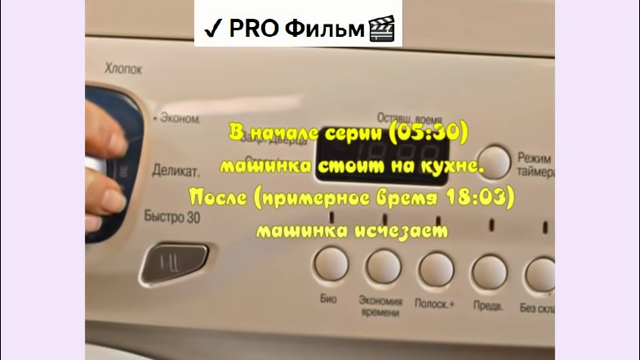 ✓ PRO Фильм🎬
Хлопок
+ Эконом.
Оставш. время
Дверца
В начале серии (05:30)
машинка стоит на кухне.
После (примерное время 18:03)
машинка исчезает
Режим
таймера
Деликат.
Быстро 30
Био
Экономия
времени
Полоск.+
Предв.
Без скла